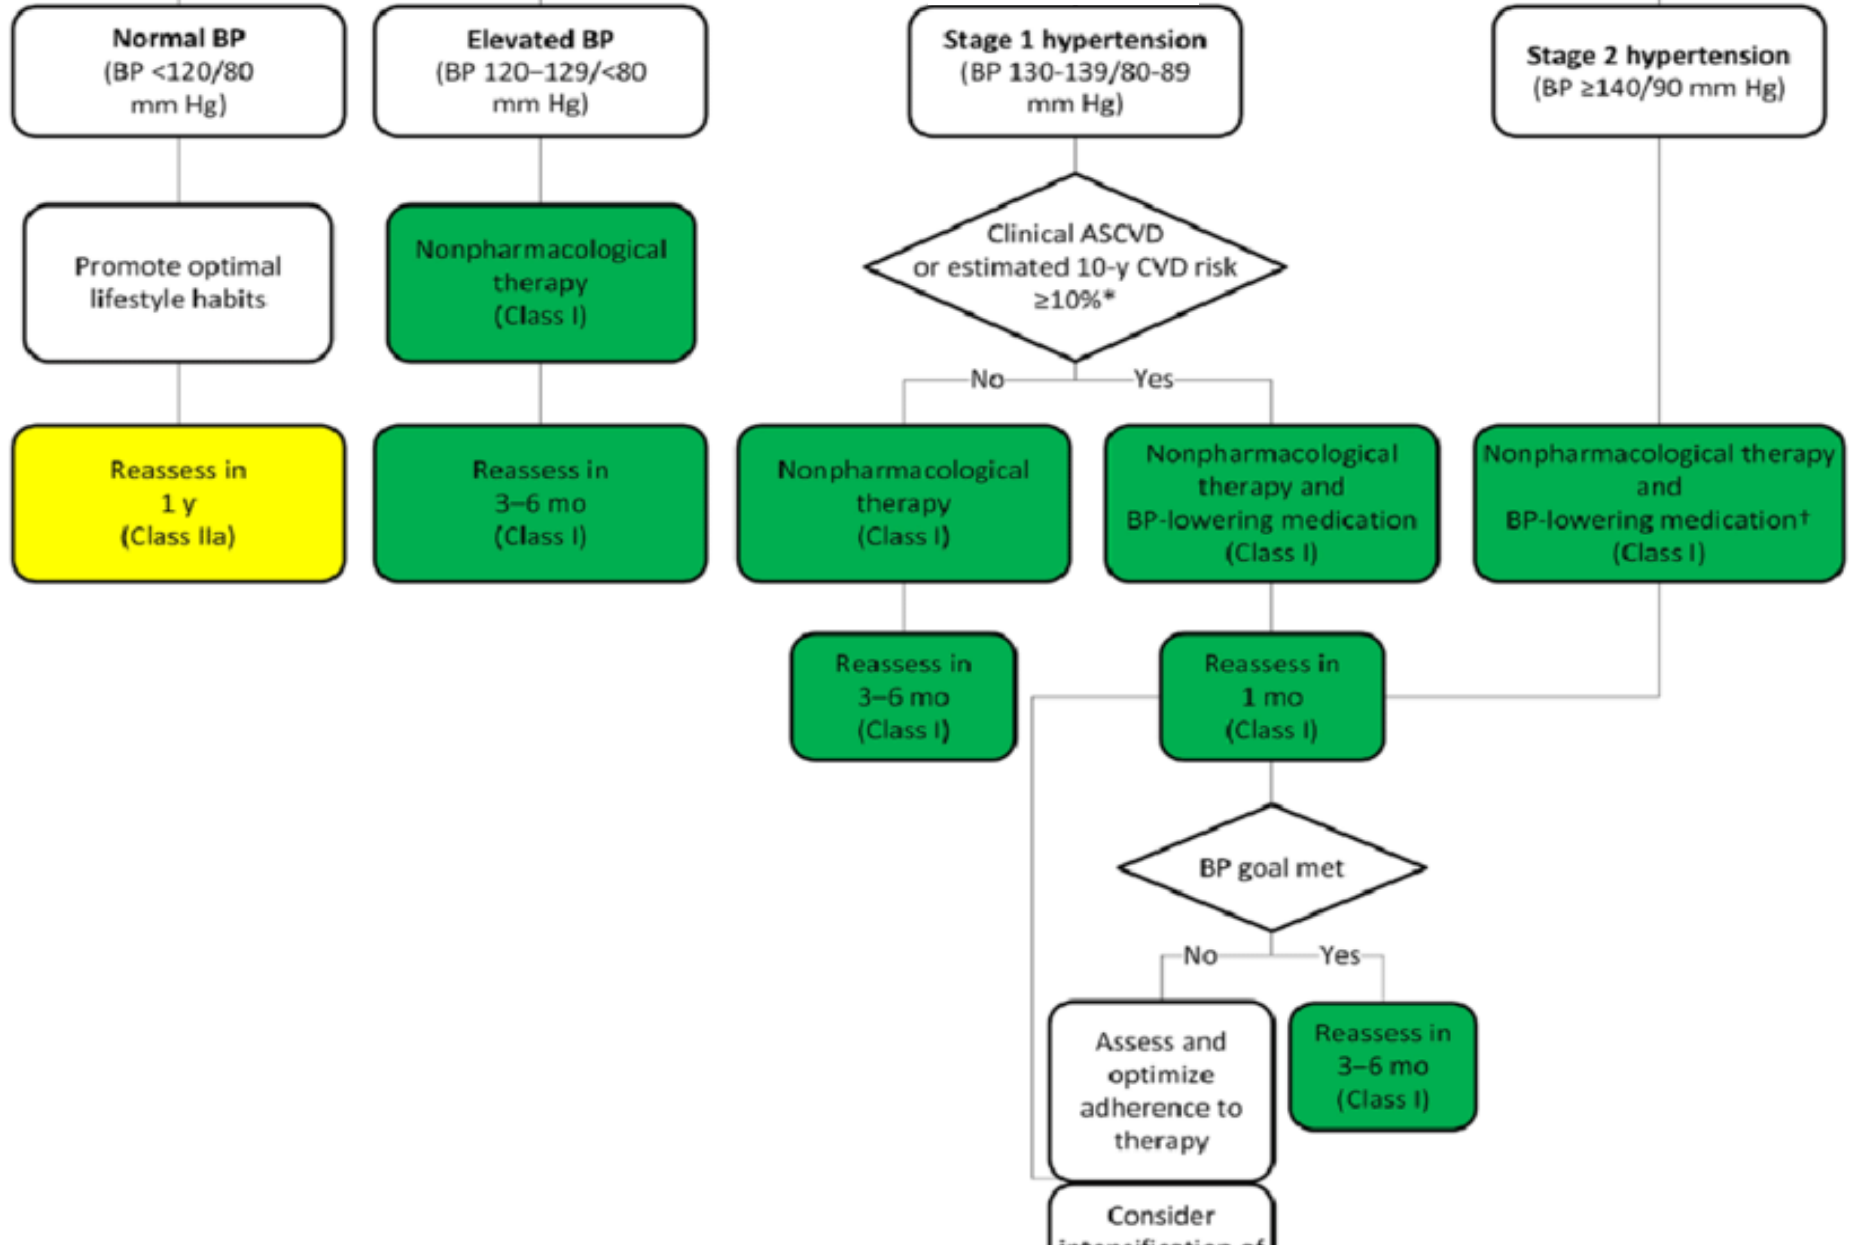 Normal BP
(BP <120/80
mm Hg)
Elevated BP
(BP 120–129/<80
mm Hg)
Stage 1 hypertension
(BP 130-139/80-89
mm Hg)
Stage 2 hypertension
(BP ≥140/90 mm Hg)
Promote optimal
lifestyle habits
Nonpharmacological
therapy
(Class I)
Clinical ASCVD
or estimated 10-y CVD risk
≥10%*
No
Yes
Reassess in
1 y
(Class IIa)
Reassess in
3–6 mo
(Class I)
Nonpharmacological
therapy
(Class I)
Nonpharmacological
therapy and
BP-lowering medication
(Class I)
Nonpharmacological therapy
and
BP-lowering medication†
(Class I)
Reassess in
3–6 mo
(Class I)
Reassess in
1 mo
(Class I)
BP goal met
No
Yes
Assess and
optimize
adherence to
therapy
Reassess in
3–6 mo
(Class I)
Consider
intensification of